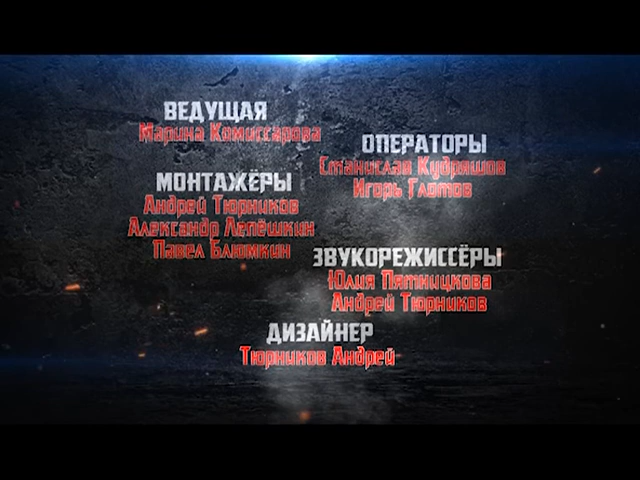 ВЕДУЩАЯ
Марина Комиссарова
ОПЕРАТОРЫ
Станислав Кудряшов
Игорь Глотов
МОНТАЖЁРЫ
Андрей Тюрников
Александр Лепёшкин
Павел Блюмкин
ЗВУКОРЕЖИССЁРЫ
Юлия Пятницкова
Андрей Тюрников
ДИЗАЙНЕР
Тюрников Андрей